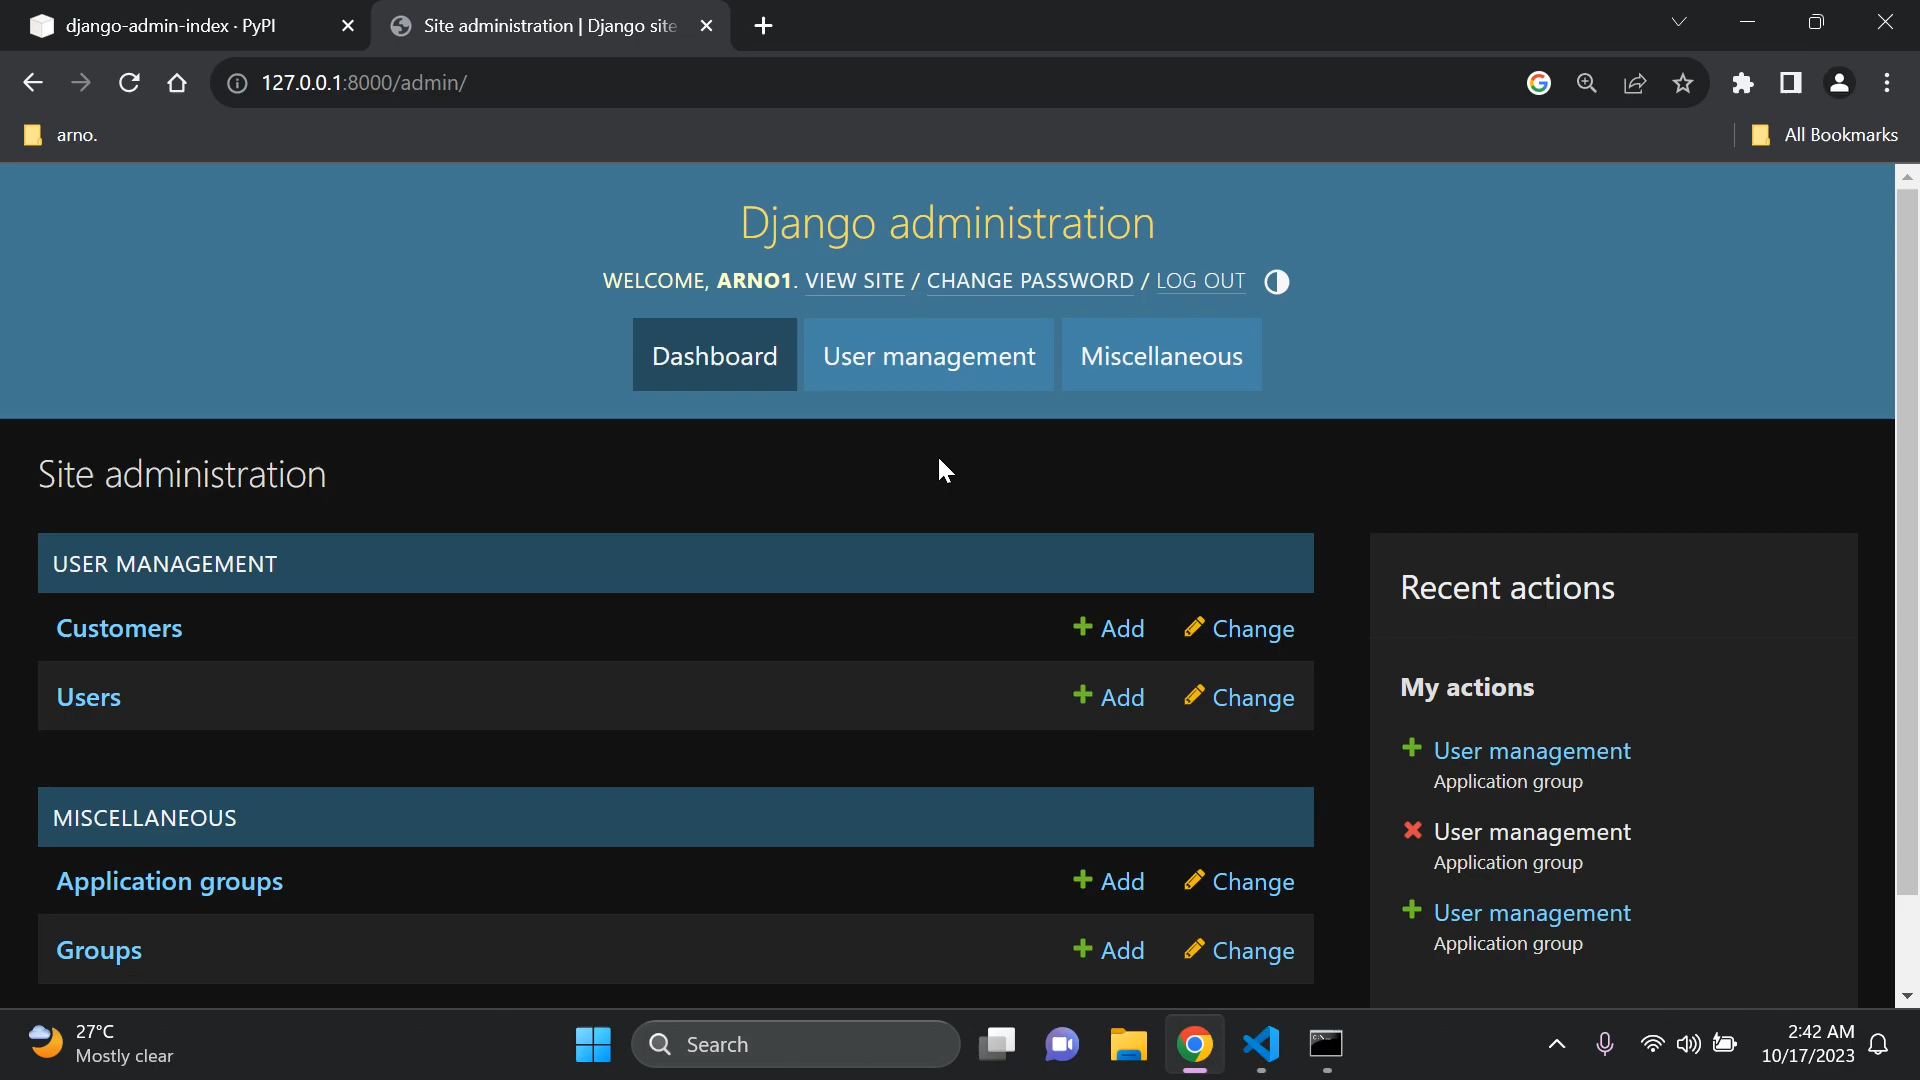 django-admin-index · PyPI
Site administration | Django site
127.0.0.1:8000/admin/
arno.
All Bookmarks
Django administration
WELCOME, ARNO1. VIEW SITE / CHANGE PASSWORD / LOG OUT
Dashboard
User management
Miscellaneous
Site administration
USER MANAGEMENT
Customers
Add
Change
Users
Add
Change
MISCELLANEOUS
Application groups
Add
Change
Groups
Add
Change
Recent actions
My actions
User management
Application group
User management
Application group
User management
Application group
27°C
Mostly clear
Search
2:42 AM
10/17/2023